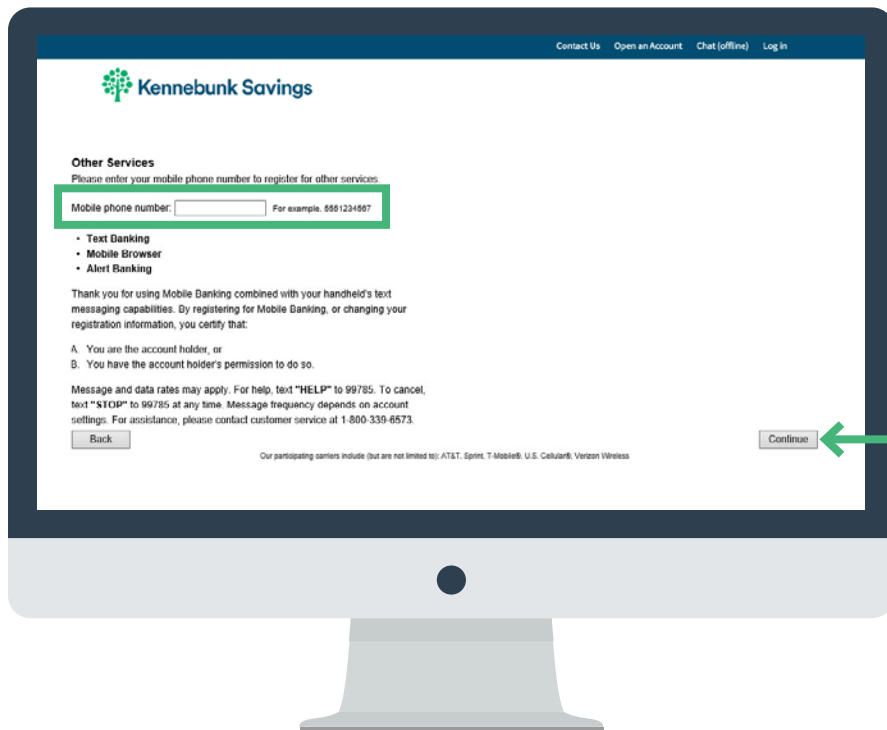 Contact Us Open an Account Chat (offline) Log in
Kennebunk Savings
Other Services
Please enter your mobile phone number to register for other services.
Mobile phone number: For example, 5551234567
• Text Banking
• Mobile Browser
• Alert Banking
Thank you for using Mobile Banking combined with your handheld's text
messaging capabilities. By registering for Mobile Banking, or changing your
registration information, you certify that:
A. You are the account holder, or
B. You have the account holder's permission to do so.
Message and data rates may apply. For help, text "HELP" to 99785. To cancel,
text "STOP" to 99785 at any time. Message frequency depends on account
settings. For assistance, please contact customer service at 1-800-339-6573.
Back Continue
Our participating carriers include (but are not limited to): AT&T, Sprint, T-Mobile®, U.S. Cellular®, Verizon Wireless